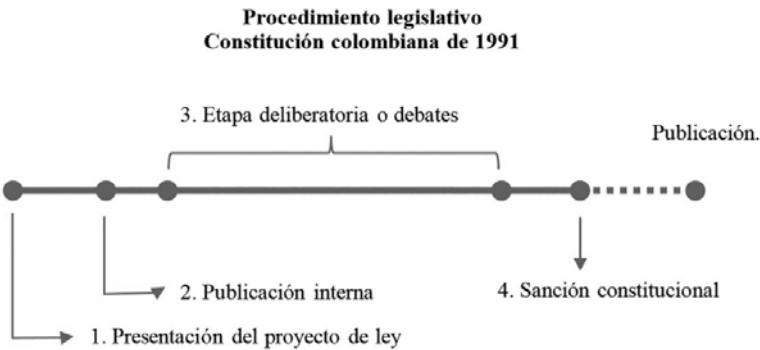 Procedimiento legislativo
Constitución colombiana de 1991
3. Etapa deliberatoria o debates
Publicación.
2. Publicación interna
4. Sanción constitucional
1. Presentación del proyecto de ley